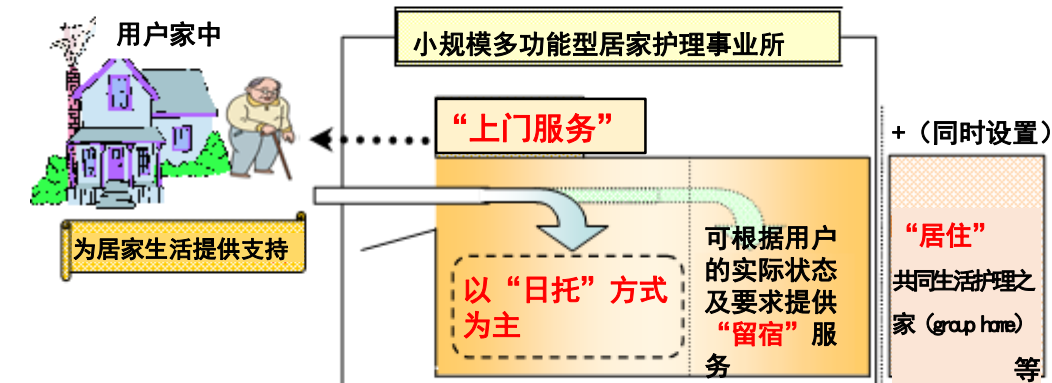 用户家中
小规模多功能型居家护理事业所
“上门服务”
+（同时设置）
为居家生活提供支持
以“日托”方式
为主
可根据用户
的实际状态
及要求提供
“留宿”服
务
“居住”
共同生活护理之
家（group home）
等